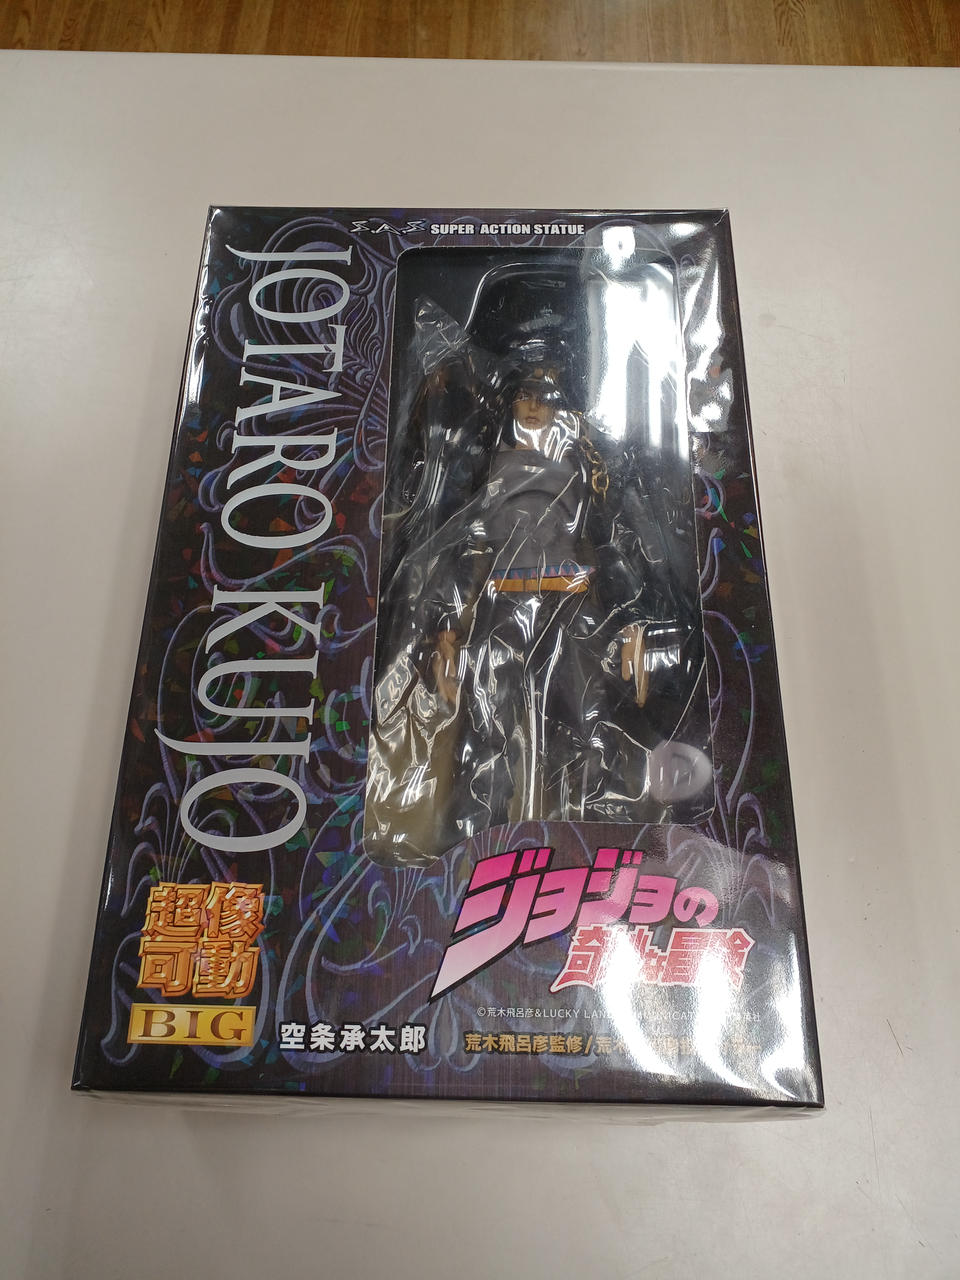 S.A.S SUPER ACTION STATUE
JOTARO KUJO
超像
可動
BIG
空条承太郎
ジョジョの
奇妙な冒険
©荒木飛呂彦&LUCKY LAND
荒木飛呂彦監修/荒木